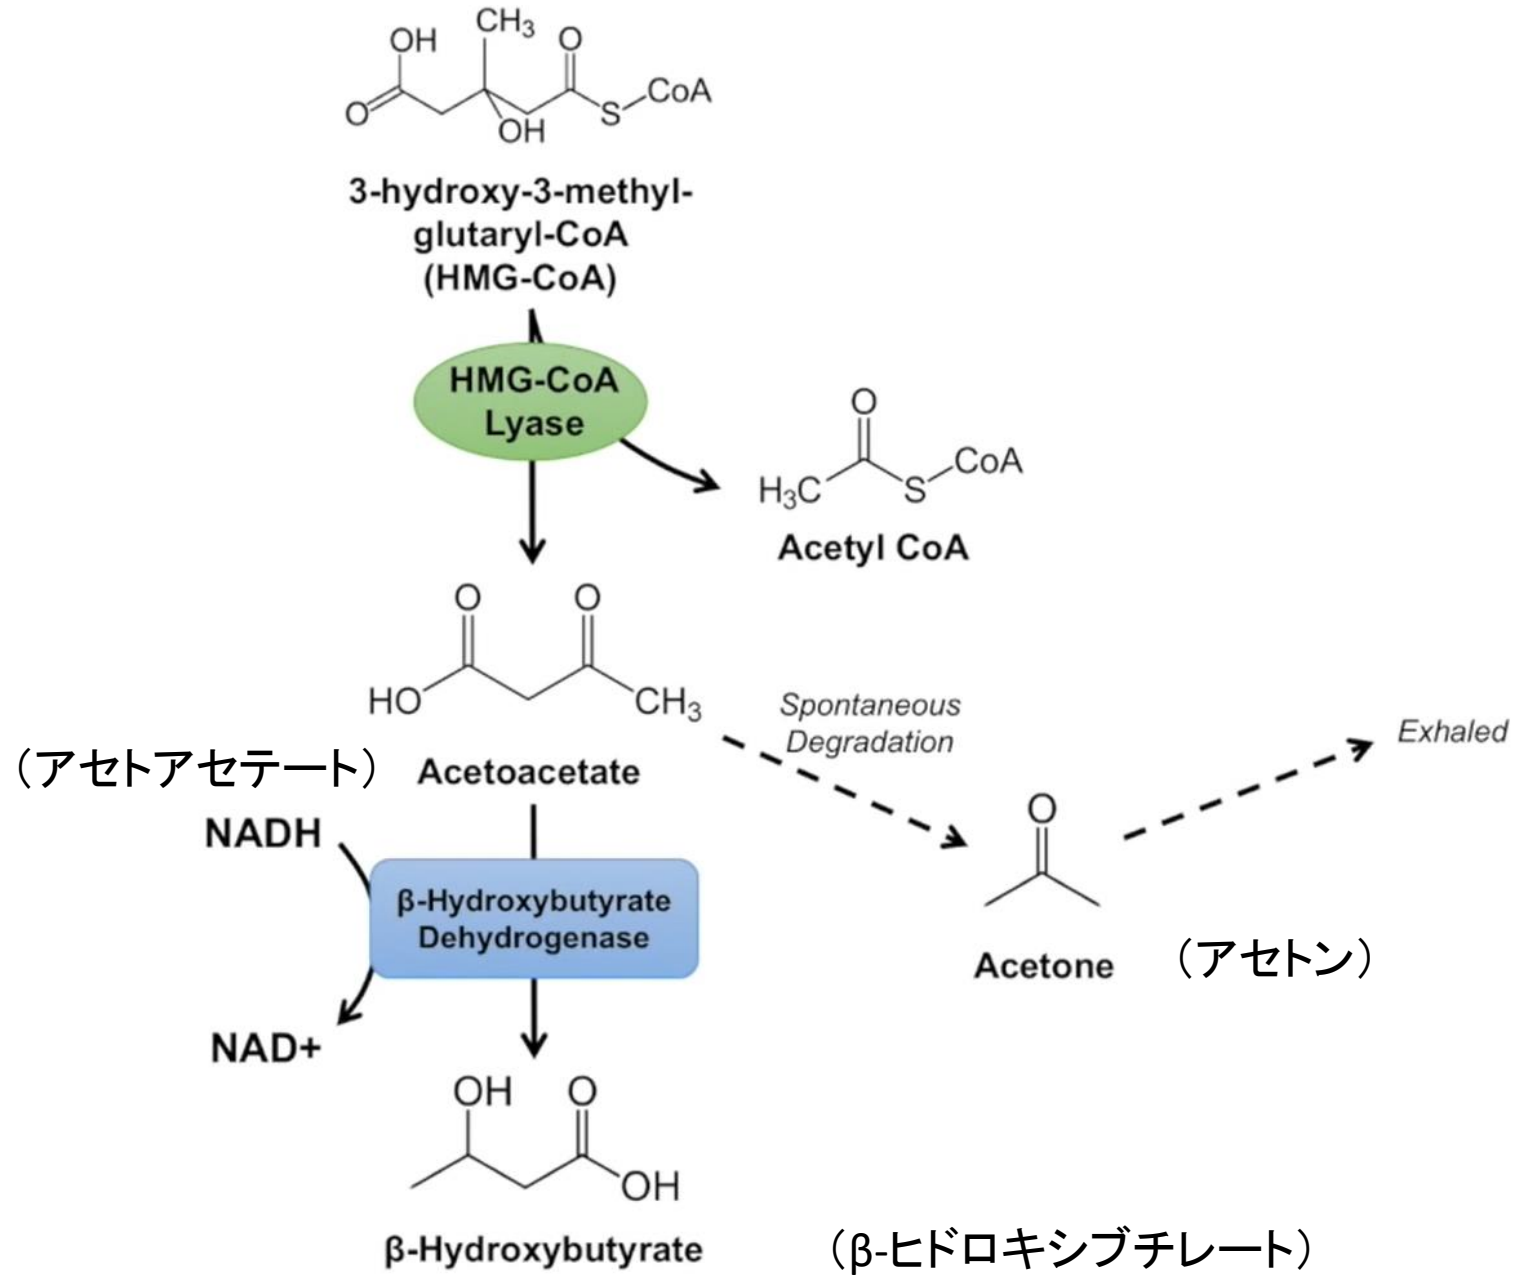 OH
CH3
O
O
S
CoA
OH
3-hydroxy-3-methyl-
glutaryl-CoA
(HMG-CoA)
HMG-CoA
Lyase
O
H3C
S
CoA
Acetyl CoA
O
O
HO
CH3
(アセトアセテート)
Acetoacetate
Spontaneous
Degradation
Exhaled
NADH
β-Hydroxybutyrate
Dehydrogenase
NAD+
O
Acetone
(アセトン)
OH
O
OH
β-Hydroxybutyrate
(β-ヒドロキシブチレート)